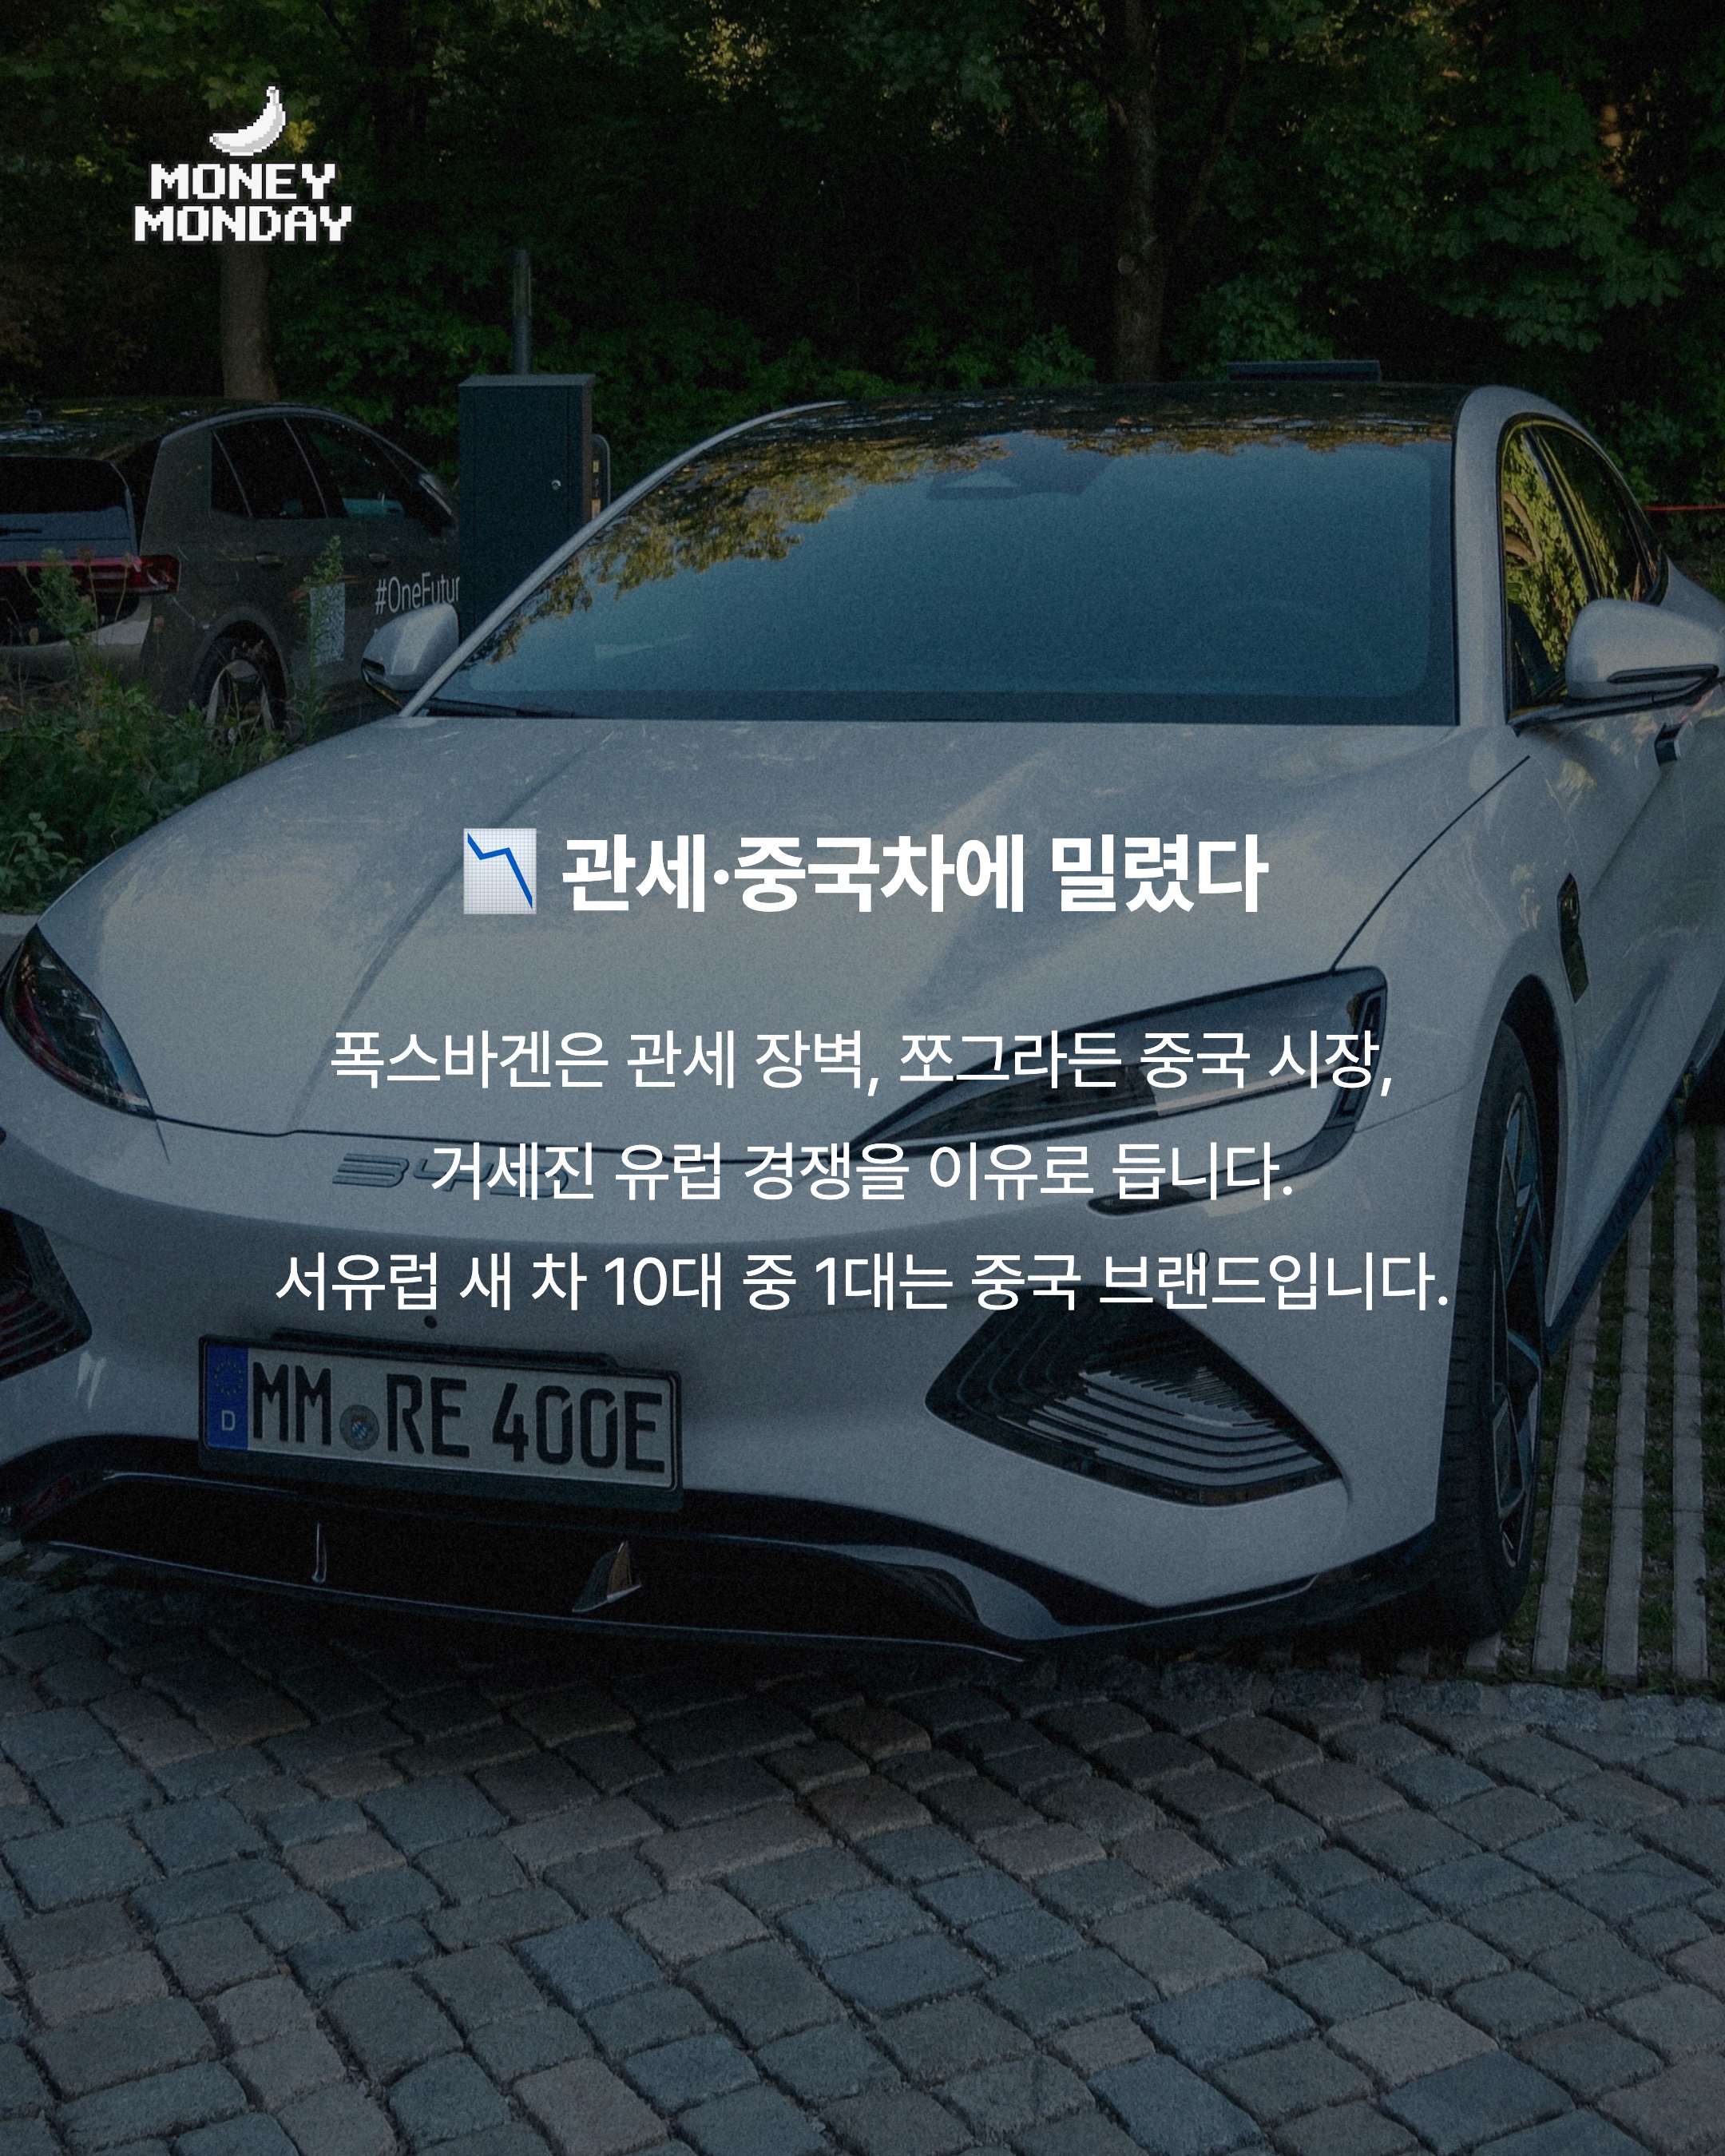 MONEY
MONDAY
#OneFutur
📉 관세·중국차에 밀렸다
폭스바겐은 관세 장벽, 쪼그라든 중국 시장,
거세진 유럽 경쟁을 이유로 듭니다.
BYD
서유럽 새 차 10대 중 1대는 중국 브랜드입니다.
D
MM RE 400E